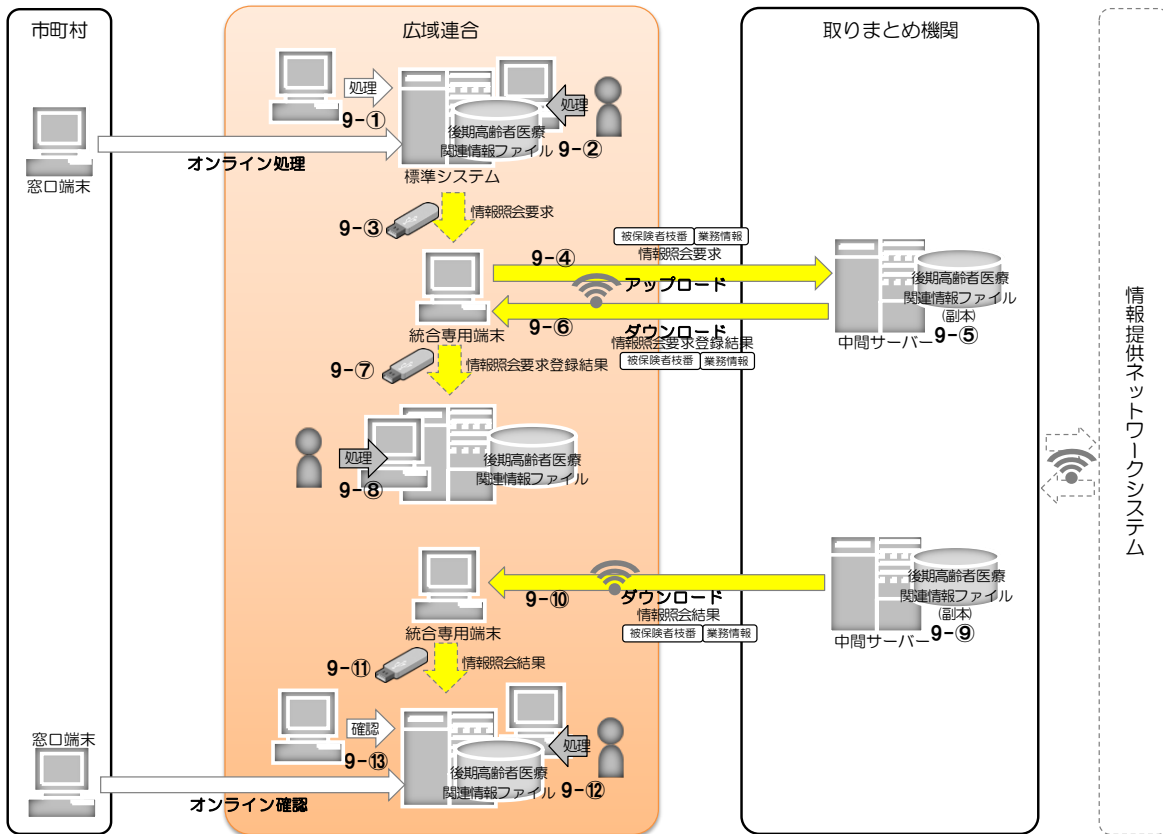 市町村
広域連合
取りまとめ機関
処理
9-①
処理
後期高齢者医療
関連情報ファイル
9-②
標準システム
窓口端末
オンライン処理
9-③
情報照会要求
9-④
被保険者枝番
業務情報
情報照会要求
アップロード
統合専用端末
9-⑥
ダウンロード
情報照会要求登録結果
被保険者枝番
業務情報
後期高齢者医療
関連情報ファイル
(副本)
中間サーバー
9-⑤
9-⑦
情報照会要求登録結果
処理
9-⑧
後期高齢者医療
関連情報ファイル
情報提供ネットワークシステム
統合専用端末
9-⑩
ダウンロード
情報照会結果
被保険者枝番
業務情報
後期高齢者医療
関連情報ファイル
(副本)
中間サーバー
9-⑨
9-⑪
情報照会結果
確認
9-⑬
処理
後期高齢者医療
関連情報ファイル
9-⑫
窓口端末
オンライン確認